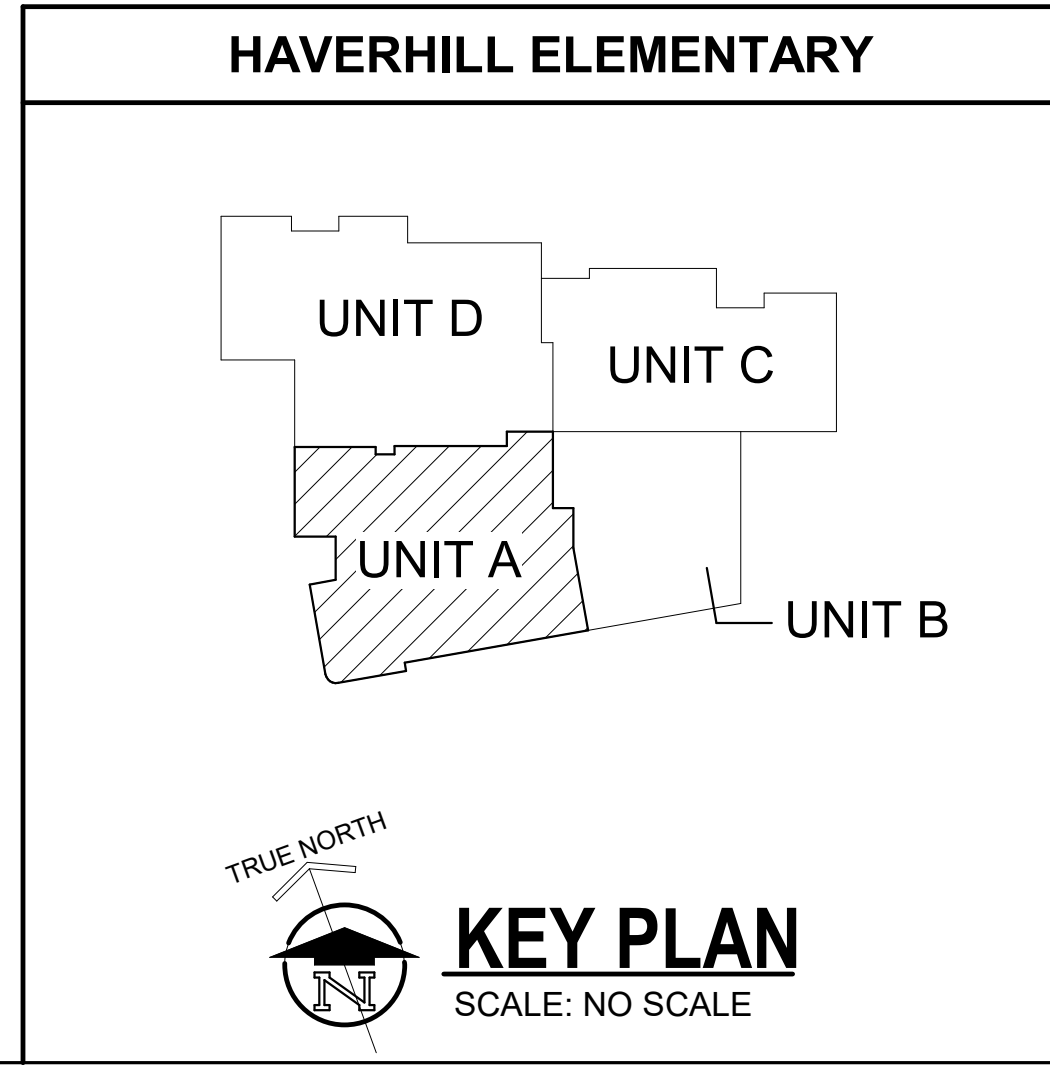 HAVERHILL ELEMENTARY
UNIT D
UNIT C
UNIT A
UNIT B
TRUE NORTH
N
KEY PLAN
SCALE: NO SCALE